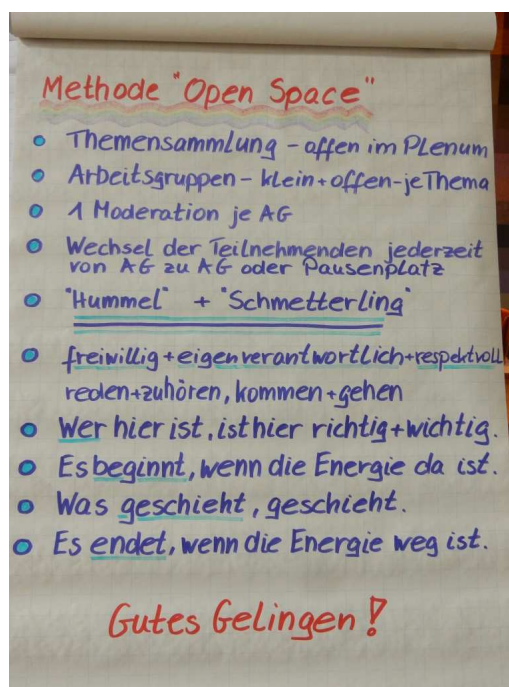 Methode "Open Space"
Themensammlung - offen im Plenum
Arbeitsgruppen - klein+offen-je Thema
1 Moderation je AG
Wechsel der Teilnehmenden jederzeit
von AG zu AG oder Pausenplatz
"Hummel" + "Schmetterling"
freiwillig+eigenverantwortlich+respektvoll
reden+zuhören, kommen+gehen
Wer hier ist, ist hier richtig+wichtig.
Es beginnt, wenn die Energie da ist.
Was geschieht, geschieht.
Es endet, wenn die Energie weg ist.
Gutes Gelingen!